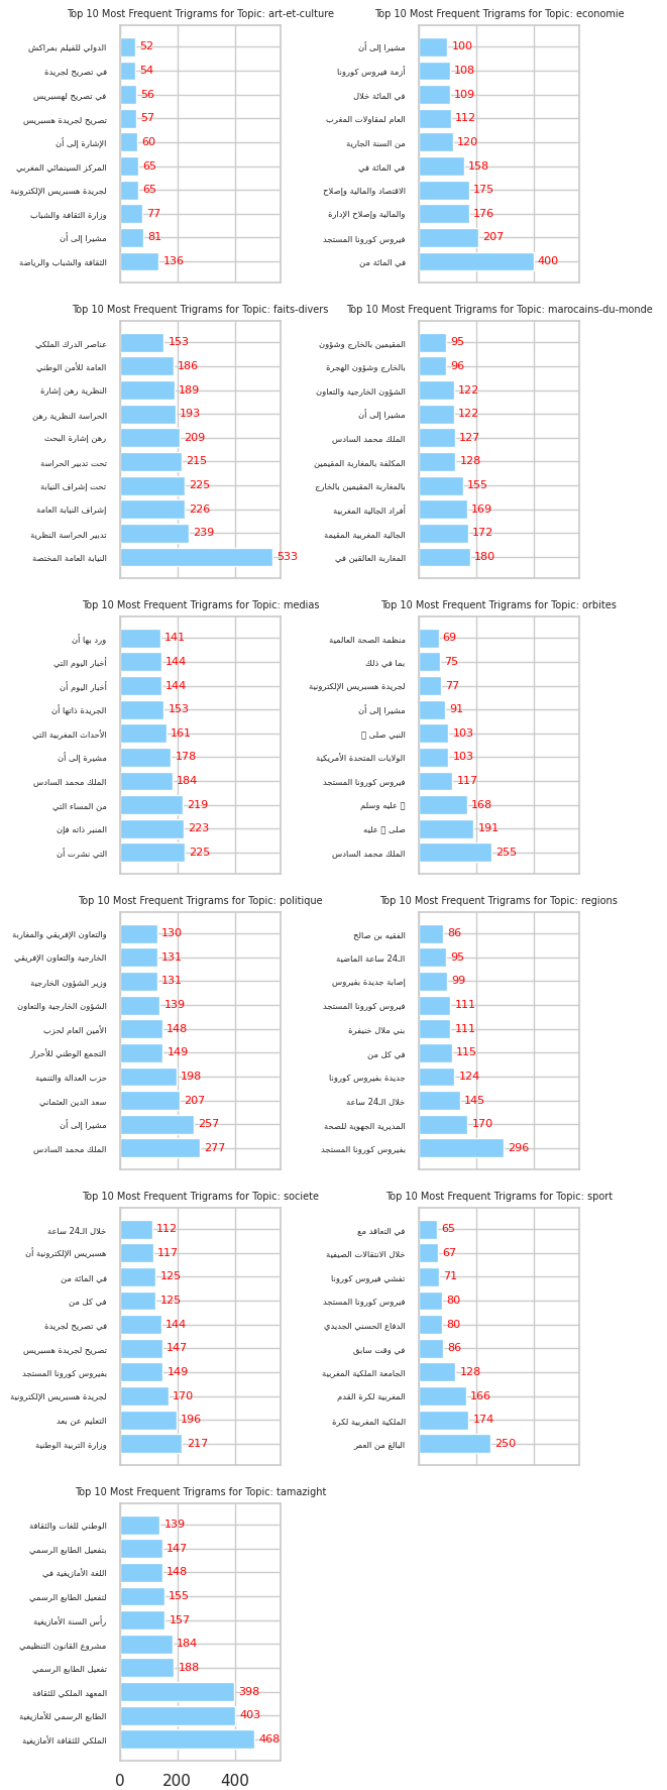 Top 10 Most Frequent Trigrams for Topic: art-et-culture
الدولي للفيلم بمراكش 52
في تصريح لجريدة 54
في تصريح لهسبريس 56
تصريح لجريدة هسبريس 57
الإشارة إلى أن 60
المركز السينمائي المغربي 65
لجريدة هسبريس الإلكترونية 65
وزارة الثقافة والشباب 77
مشيرا إلى أن 81
الثقافة والشباب والرياضة 136
Top 10 Most Frequent Trigrams for Topic: economie
مشيرا إلى أن 100
أزمة فيروس كورونا 108
في المائة خلال 109
العام لمقاولات المغرب 112
من السنة الجارية 120
في المائة في 158
الاقتصاد والمالية وإصلاح 175
والمالية وإصلاح الإدارة 176
فيروس كورونا المستجد 207
في المائة من 400
Top 10 Most Frequent Trigrams for Topic: faits-divers
عناصر الدرك الملكي 153
العامة للأمن الوطني 186
النظرية رهن إشارة 189
الحراسة النظرية رهن 193
رهن إشارة البحث 209
تحت تدبير الحراسة 215
تحت إشراف النيابة 225
إشراف النيابة العامة 226
تدبير الحراسة النظرية 239
النيابة العامة المختصة 533
Top 10 Most Frequent Trigrams for Topic: marocains-du-monde
المقيمين بالخارج وشؤون 95
بالخارج وشؤون الهجرة 96
الشؤون الخارجية والتعاون 122
مشيرا إلى أن 122
الملك محمد السادس 127
المكلفة بالمغاربة المقيمين 128
بالمغاربة المقيمين بالخارج 155
أفراد الجالية المغربية 169
الجالية المغربية المقيمة 172
المغاربة العالقين في 180
Top 10 Most Frequent Trigrams for Topic: medias
ورد بها أن 141
أخبار اليوم التي 144
أخبار اليوم أن 144
الجريدة ذاتها أن 153
الأحداث المغربية التي 161
مشيرة إلى أن 178
الملك محمد السادس 184
من المساء التي 219
المنبر ذاته فإن 223
التي نشرت أن 225
Top 10 Most Frequent Trigrams for Topic: orbites
منظمة الصحة العالمية 69
بما في ذلك 75
لجريدة هسبريس الإلكترونية 77
مشيرا إلى أن 91
النبي صلى 103
الولايات المتحدة الأمريكية 103
فيروس كورونا المستجد 117
عليه وسلم 168
صلى عليه 191
الملك محمد السادس 255
Top 10 Most Frequent Trigrams for Topic: politique
والتعاون الإفريقي والمغاربة 130
الخارجية والتعاون الإفريقي 131
وزير الشؤون الخارجية 131
الشؤون الخارجية والتعاون 139
الأمين العام لحزب 148
التجمع الوطني للأحرار 149
حزب العدالة والتنمية 198
سعد الدين العثماني 207
مشيرا إلى أن 257
الملك محمد السادس 277
Top 10 Most Frequent Trigrams for Topic: regions
الفقيه بن صالح 86
الـ24 ساعة الماضية 95
إصابة جديدة بفيروس 99
فيروس كورونا المستجد 111
بني ملال خنيفرة 111
في كل من 115
جديدة بفيروس كورونا 124
خلال الـ24 ساعة 145
المديرية الجهوية للصحة 170
بفيروس كورونا المستجد 296
Top 10 Most Frequent Trigrams for Topic: societe
خلال الـ24 ساعة 112
هسبريس الإلكترونية أن 117
في المائة من 125
في كل من 125
في تصريح لجريدة 144
تصريح لجريدة هسبريس 147
بفيروس كورونا المستجد 149
لجريدة هسبريس الإلكترونية 170
التعليم عن بعد 196
وزارة التربية الوطنية 217
Top 10 Most Frequent Trigrams for Topic: sport
في التعاقد مع 65
خلال الانتقالات الصيفية 67
تفشي فيروس كورونا 71
فيروس كورونا المستجد 80
الدفاع الحسني الجديدي 80
في وقت سابق 86
الجامعة الملكية المغربية 128
المغربية لكرة القدم 166
الملكية المغربية لكرة 174
البالغ من العمر 250
Top 10 Most Frequent Trigrams for Topic: tamazight
الوطني للغات والثقافة 139
بتفعيل الطابع الرسمي 147
اللغة الأمازيغية في 148
لتفعيل الطابع الرسمي 155
رأس السنة الأمازيغية 157
مشروع القانون التنظيمي 184
تفعيل الطابع الرسمي 188
المعهد الملكي للثقافة 398
الطابع الرسمي للأمازيغية 403
الملكي للثقافة الأمازيغية 468
0 200 400